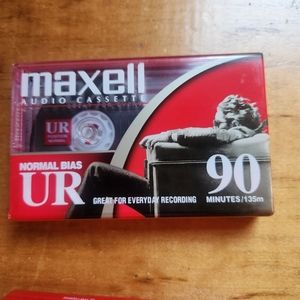 maxell
AUDIO CASSETTE
UR
NORMAL BIAS
UR
GREAT FOR EVERYDAY RECORDING
90
MINUTES/135m